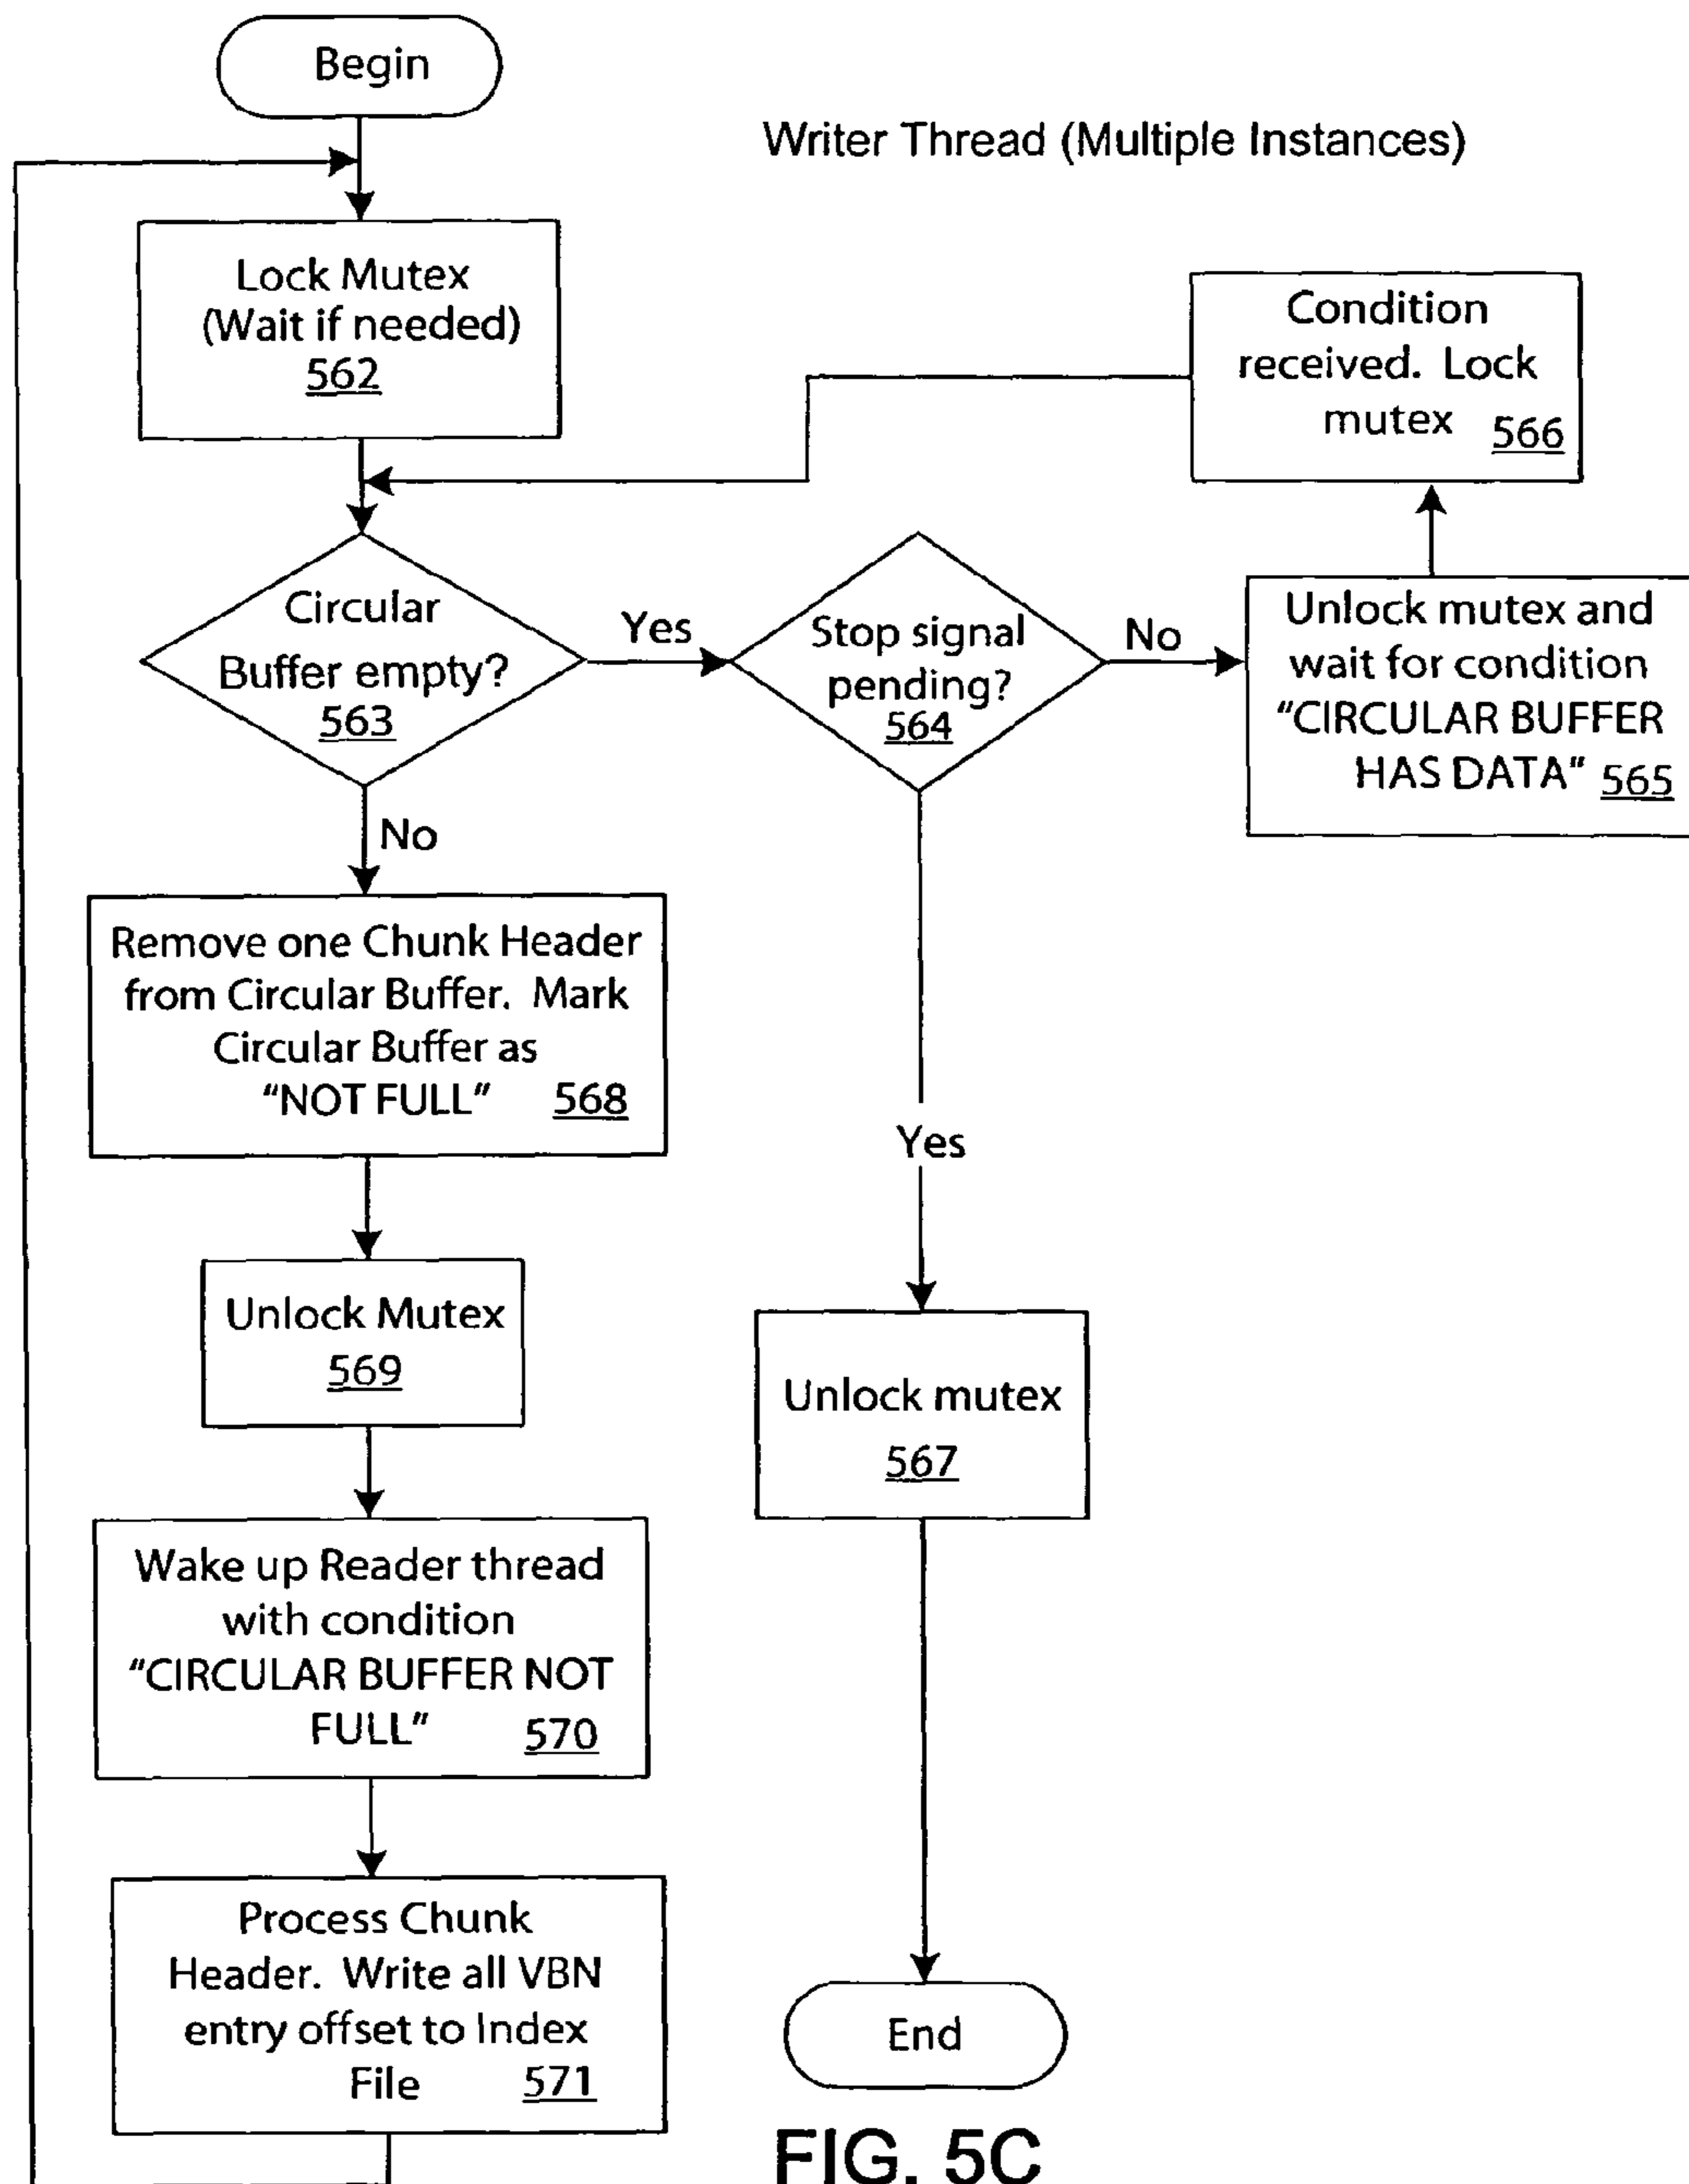 Begin
Writer Thread (Multiple Instances)
Lock Mutex
(Wait if needed)
562
Condition
received. Lock
mutex 566
Circular
Buffer empty?
563
Yes
Stop signal
pending?
564
No
Unlock mutex and
wait for condition
"CIRCULAR BUFFER
HAS DATA" 565
No
Remove one Chunk Header
from Circular Buffer. Mark
Circular Buffer as
"NOT FULL" 568
Yes
Unlock Mutex
569
Unlock mutex
567
Wake up Reader thread
with condition
"CIRCULAR BUFFER NOT
FULL" 570
Process Chunk
Header. Write all VBN
entry offset to Index
File 571
End
FIG. 5C